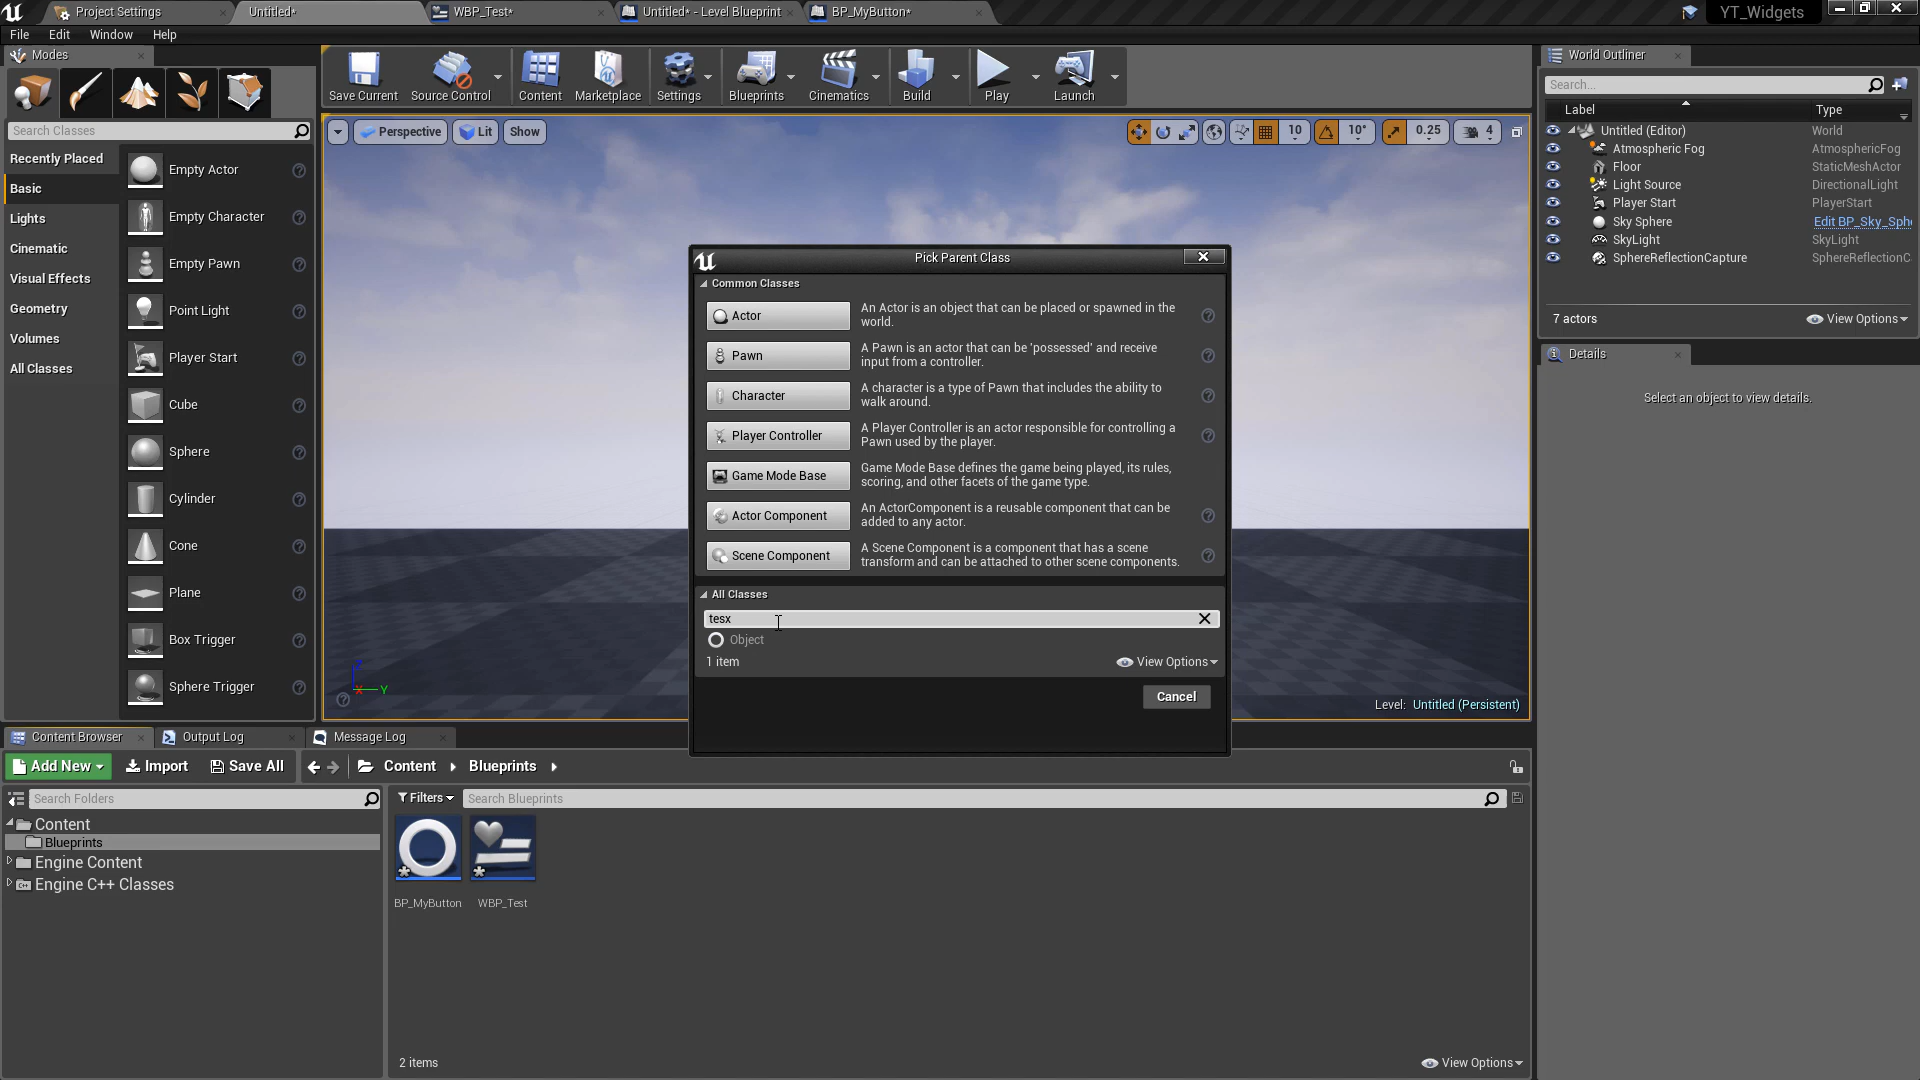 Project Settings
Untitled*
WBP_Test*
Untitled* - Level Blueprint
BP_MyButton*
YT_Widgets
File Edit Window Help
Modes
Search Classes
Recently Placed
Basic
Lights
Cinematic
Visual Effects
Geometry
Volumes
All Classes
Empty Actor
Empty Character
Empty Pawn
Point Light
Player Start
Cube
Sphere
Cylinder
Cone
Plane
Box Trigger
Sphere Trigger
Save Current
Source Control
Content
Marketplace
Settings
Blueprints
Cinematics
Build
Play
Launch
Perspective
Lit
Show
10
10°
0.25
4
Pick Parent Class
Common Classes
Actor
An Actor is an object that can be placed or spawned in the
world.
Pawn
A Pawn is an actor that can be 'possessed' and receive
input from a controller.
Character
A character is a type of Pawn that includes the ability to
walk around.
Player Controller
A Player Controller is an actor responsible for controlling a
Pawn used by the player.
Game Mode Base
Game Mode Base defines the game being played, its rules,
scoring, and other facets of the game type.
Actor Component
An ActorComponent is a reusable component that can be
added to any actor.
Scene Component
A Scene Component is a component that has a scene
transform and can be attached to other scene components.
All Classes
tesx
Object
1 item
View Options
Cancel
Z
X
Y
Level: Untitled (Persistent)
World Outliner
Search...
Label Type
Untitled (Editor) World
Atmospheric Fog AtmosphericFog
Floor StaticMeshActor
Light Source DirectionalLight
Player Start PlayerStart
Sky Sphere Edit BP_Sky_Sph
SkyLight SkyLight
SphereReflectionCapture SphereReflectionC
7 actors
View Options
Details
Select an object to view details.
Content Browser
Output Log
Message Log
Add New
Import
Save All
Content
Blueprints
Search Folders
Content
Blueprints
Engine Content
Engine C++ Classes
Filters
Search Blueprints
BP_MyButton
WBP_Test
2 items
View Options